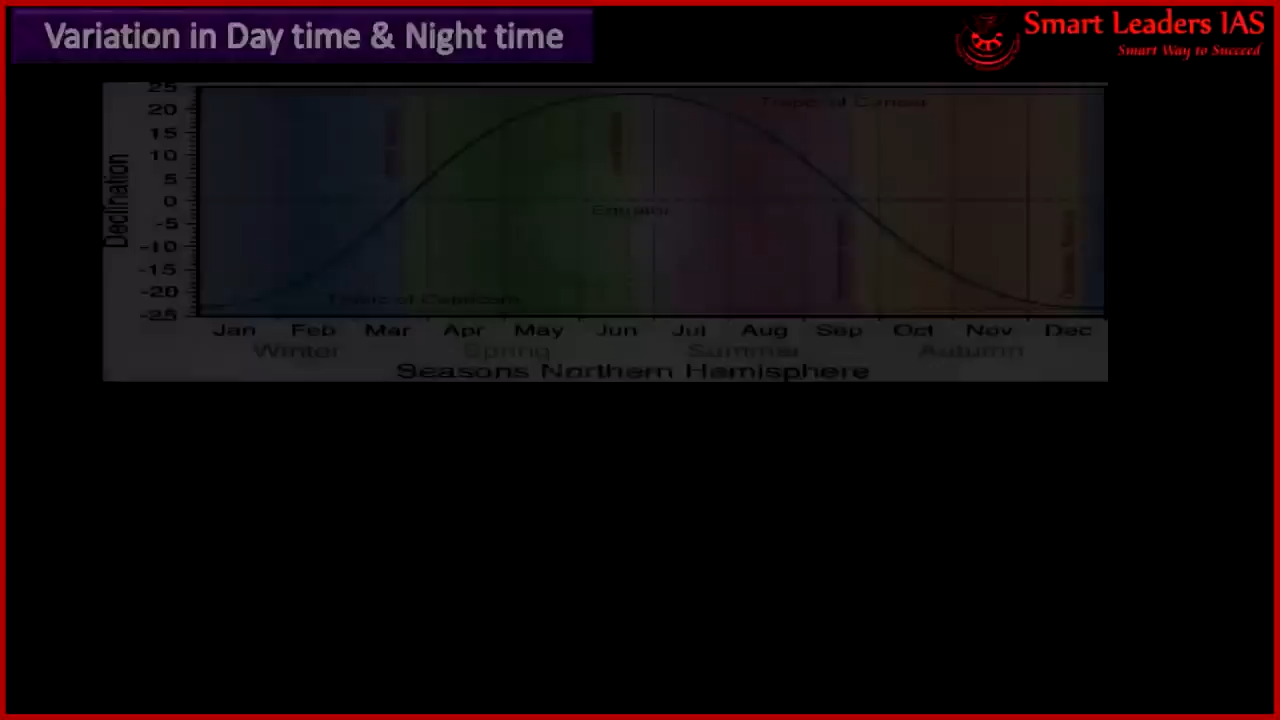 Variation in Day time & Night time
Smart Leaders IAS
Smart Way to Succeed
25
20
15
10
5
0
-5
-10
-15
-20
-25
Declination
Tropic of Cancer
Equator
Tropic of Capricorn
Jan Feb Mar Apr May Jun Jul Aug Sep Oct Nov Dec
Winter Spring Summer Autumn
Seasons Northern Hemisphere